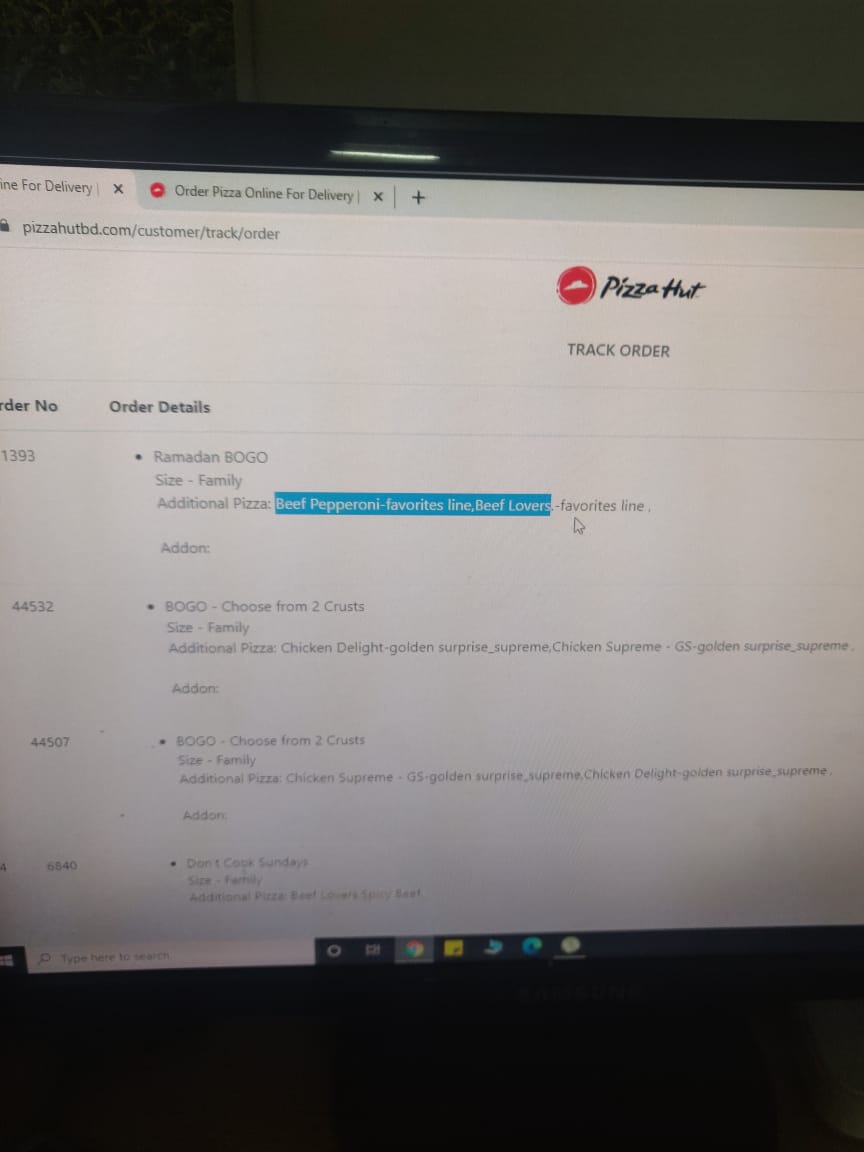 ine For Delivery |
Order Pizza Online For Delivery |
pizzahutbd.com/customer/track/order
Pizza Hut
TRACK ORDER
rder No Order Details
1393
Ramadan BOGO
Size - Family
Additional Pizza: Beef Pepperoni-favorites line,Beef Lovers.-favorites line ,
Addon:
44532
BOGO - Choose from 2 Crusts
Size - Family
Additional Pizza: Chicken Delight-golden surprise_supreme,Chicken Supreme - GS-golden surprise_supreme ,
Addon:
44507
BOGO - Choose from 2 Crusts
Size - Family
Additional Pizza: Chicken Supreme - GS-golden surprise_supreme,Chicken Delight-golden surprise_supreme ,
Addon:
4 6840
Don't Cook Sundays
Size - Family
Additional Pizza: Beef Lovers,Spicy Beef
Type here to search
SAMSUNG